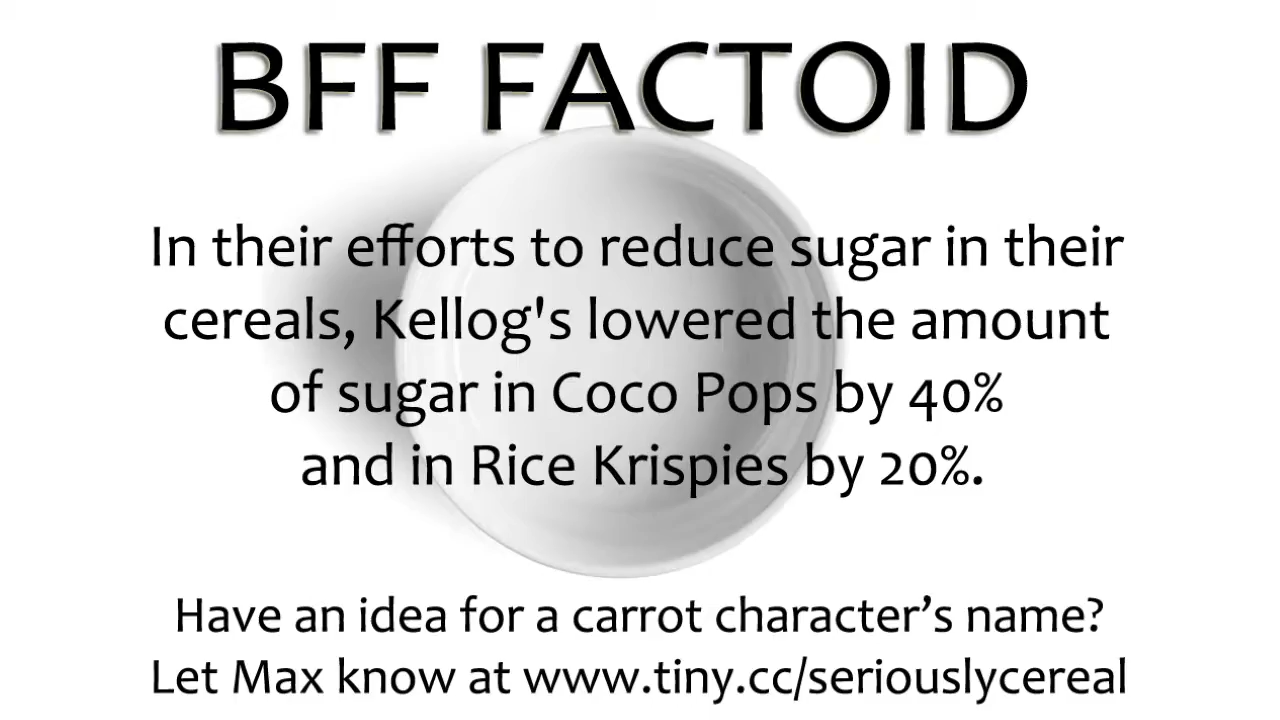 BFF FACTOID
In their efforts to reduce sugar in their
cereals, Kellog's lowered the amount
of sugar in Coco Pops by 40%
and in Rice Krispies by 20%.
Have an idea for a carrot character’s name?
Let Max know at www.tiny.cc/seriouslycereal